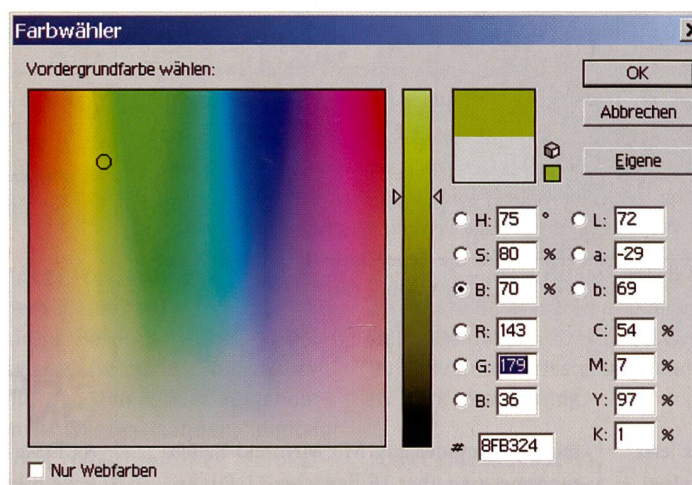 Farbwähler
Vordergrundfarbe wählen:
OK
Abbrechen
Eigene
H: 75 ° L: 72
S: 80 % a: -29
B: 70 % b: 69
R: 143 C: 54 %
G: 179 M: 7 %
B: 36 Y: 97 %
# 8FB324 K: 1 %
Nur Webfarben